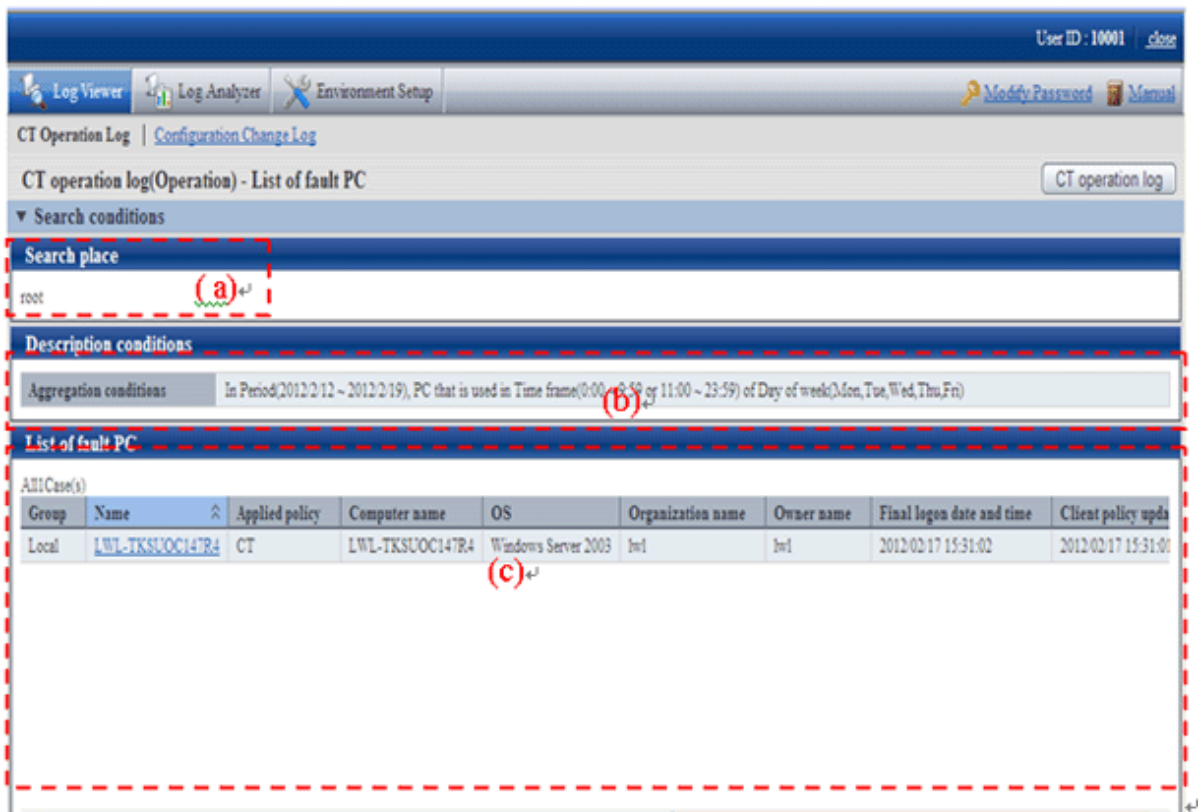 User ID : 10001 close
Log Viewer Log Analyzer Environment Setup Modify Password Manual
CT Operation Log | Configuration Change Log
CT operation log(Operation) - List of fault PC CT operation log
▼ Search conditions
Search place
root (a)
Description conditions
Aggregation conditions In Period(2012/2/12 ~ 2012/2/19), PC that is used in Time frame(0:00 ~ 9:59 or 11:00 ~ 23:59) of Day of week(Mon,Tue,Wed,Thu,Fri)
(b)
List of fault PC
All1Case(s)
Group Name Applied policy Computer name OS Organization name Owner name Final logon date and time Client policy upda
Local LWL-TKSUOC147R4 CT LWL-TKSUOC147R4 Windows Server 2003 lwl lwl 2012/02/17 15:31:02 2012/02/17 15:31:01
(c)